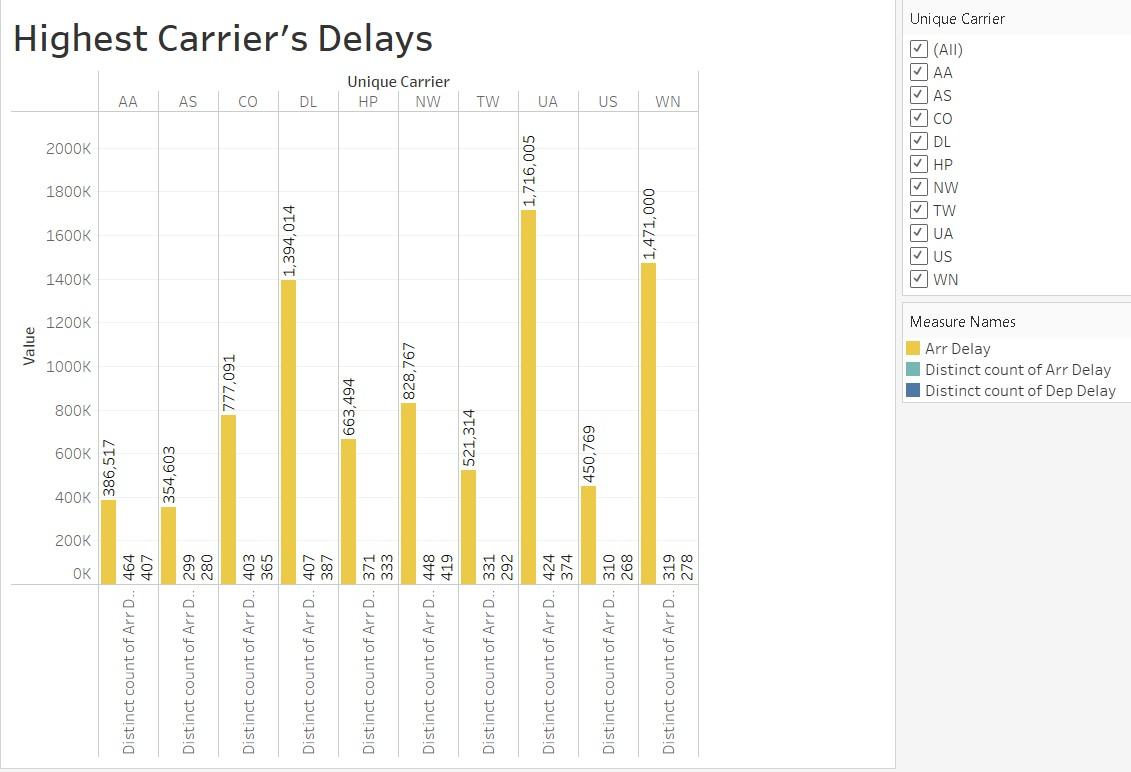 Highest Carrier's Delays
Unique Carrier
AA AS CO DL HP NW TW UA US WN
Value
2000K
1800K
1600K
1400K
1200K
1000K
800K
600K
400K
200K
0K
386,517 464 407
354,603 299 280
777,091 403 365
1,394,014 407 387
663,494 371 333
828,767 448 419
521,314 331 292
1,716,005 424 374
450,769 310 268
1,471,000 319 278
Distinct count of Arr D..
Distinct count of Arr D..
Distinct count of Arr D..
Distinct count of Arr D..
Distinct count of Arr D..
Distinct count of Arr D..
Distinct count of Arr D..
Distinct count of Arr D..
Distinct count of Arr D..
Distinct count of Arr D..
Unique Carrier
(All)
AA
AS
CO
DL
HP
NW
TW
UA
US
WN
Measure Names
Arr Delay
Distinct count of Arr Delay
Distinct count of Dep Delay